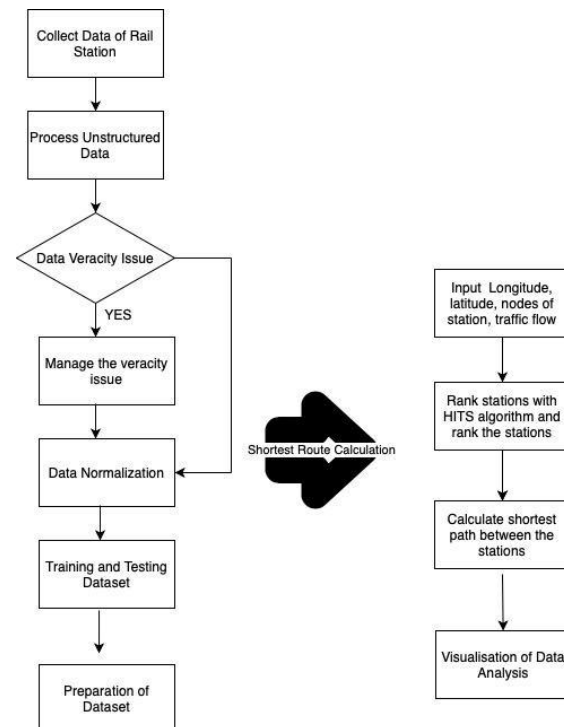 Collect Data of Rail
Station
Process Unstructured
Data
Data Veracity Issue
YES
Manage the veracity
issue
Data Normalization
Training and Testing
Dataset
Preparation of
Dataset
Shortest Route Calculation
Input Longitude,
latitude, nodes of
station, traffic flow
Rank stations with
HITS algorithm and
rank the stations
Calculate shortest
path between the
stations
Visualisation of Data
Analysis